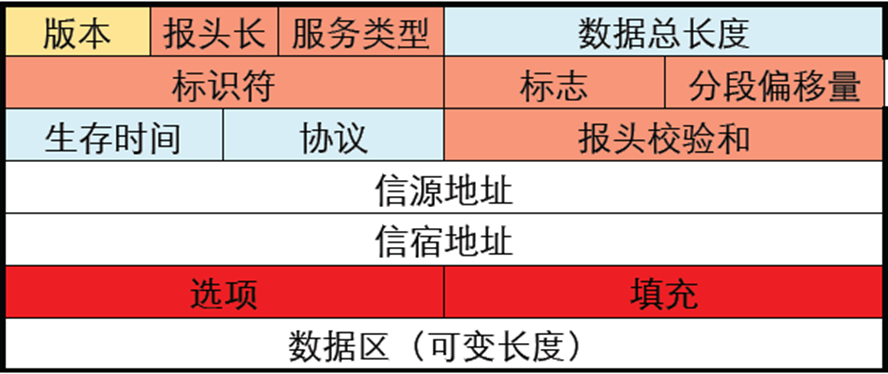 版本 报头长 服务类型 数据总长度
标识符 标志 分段偏移量
生存时间 协议 报头校验和
信源地址
信宿地址
选项 填充
数据区（可变长度）